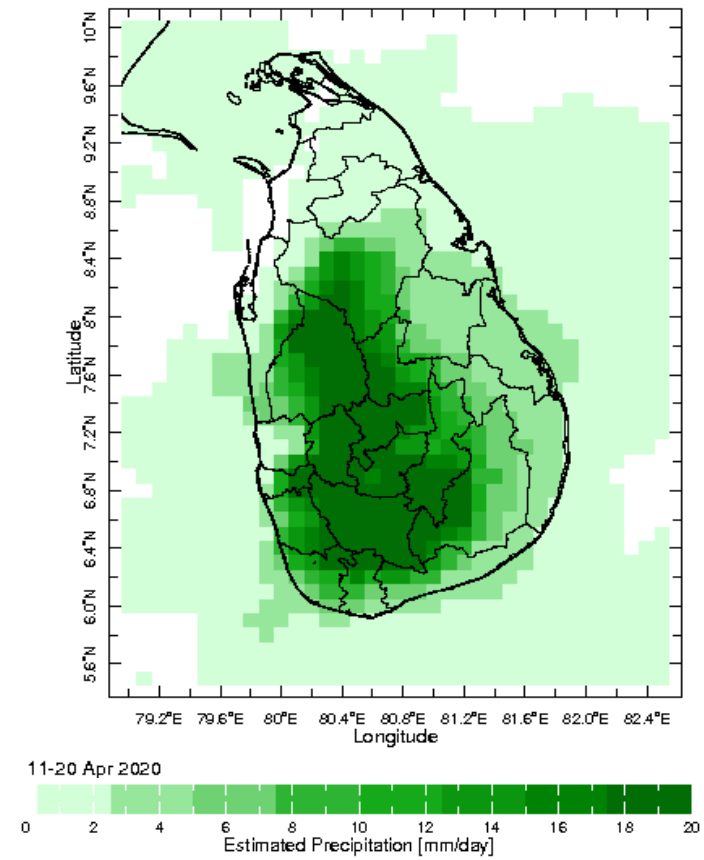 10°N
9.6°N
9.2°N
8.8°N
8.4°N
8°N
7.6°N
7.2°N
6.8°N
6.4°N
6.0°N
5.6°N
Latitude
79.2°E 79.6°E 80°E 80.4°E 80.8°E 81.2°E 81.6°E 82.0°E 82.4°E
Longitude
11-20 Apr 2020
0 2 4 6 8 10 12 14 16 18 20
Estimated Precipitation [mm/day]